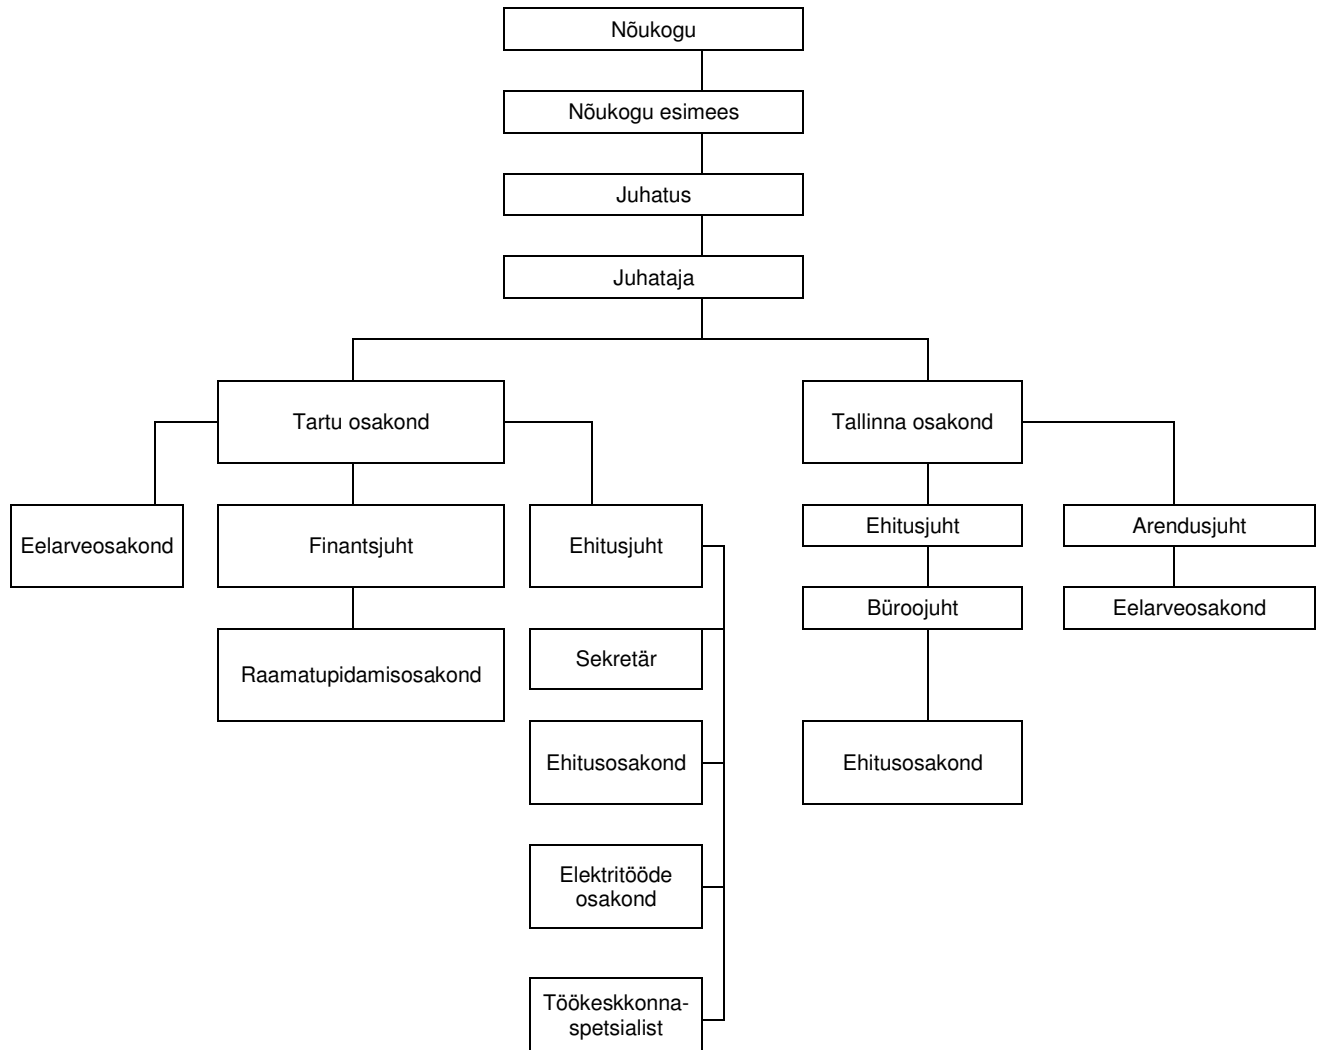 Nõukogu
Nõukogu esimees
Juhatus
Juhataja
Tartu osakond
Tallinna osakond
Eelarveosakond
Finantsjuht
Ehitusjuht
Ehitusjuht
Arendusjuht
Büroojuht
Eelarveosakond
Raamatupidamisosakond
Sekretär
Ehitusosakond
Ehitusosakond
Elektritööde
osakond
Töökeskkonna-
spetsialist